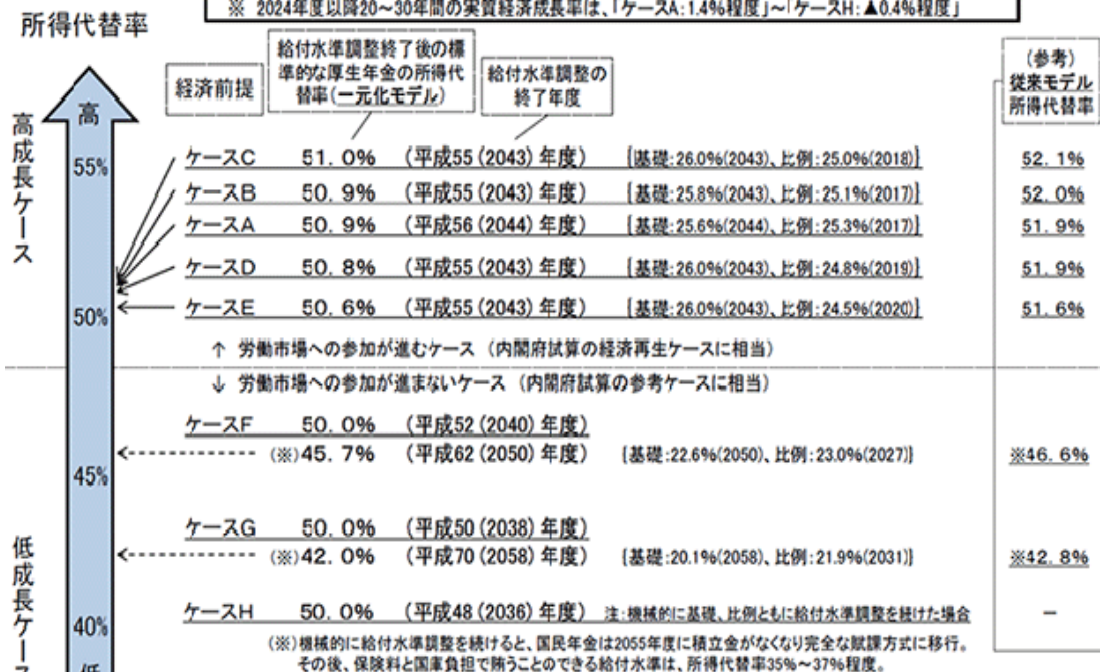 ※ 2024年度以降20～30年間の実質経済成長率は、「ケースA:1.4%程度」～「ケースH:▲0.4%程度」
所得代替率
経済前提
給付水準調整終了後の標
準的な厚生年金の所得代
替率(一元化モデル)
給付水準調整の
終了年度
(参考)
従来モデル
所得代替率
高
高成長ケース
55%
ケースC 51.0% (平成55(2043)年度) {基礎:26.0%(2043)、比例:25.0%(2018)} 52.1%
ケースB 50.9% (平成55(2043)年度) {基礎:25.8%(2043)、比例:25.1%(2017)} 52.0%
ケースA 50.9% (平成56(2044)年度) {基礎:25.6%(2044)、比例:25.3%(2017)} 51.9%
ケースD 50.8% (平成55(2043)年度) {基礎:26.0%(2043)、比例:24.8%(2019)} 51.9%
ケースE 50.6% (平成55(2043)年度) {基礎:26.0%(2043)、比例:24.5%(2020)} 51.6%
50%
↑ 労働市場への参加が進むケース (内閣府試算の経済再生ケースに相当)
↓ 労働市場への参加が進まないケース (内閣府試算の参考ケースに相当)
ケースF 50.0% (平成52(2040)年度)
(※)45.7% (平成62(2050)年度) {基礎:22.6%(2050)、比例:23.0%(2027)} ※46.6%
45%
ケースG 50.0% (平成50(2038)年度)
(※)42.0% (平成70(2058)年度) {基礎:20.1%(2058)、比例:21.9%(2031)} ※42.8%
低成長ケース
ケースH 50.0% (平成48(2036)年度) 注:機械的に基礎、比例ともに給付水準調整を続けた場合 －
40%
(※)機械的に給付水準調整を続けると、国民年金は2055年度に積立金がなくなり完全な賦課方式に移行。
その後、保険料と国庫負担で賄うことのできる給付水準は、所得代替率35%～37%程度。
低